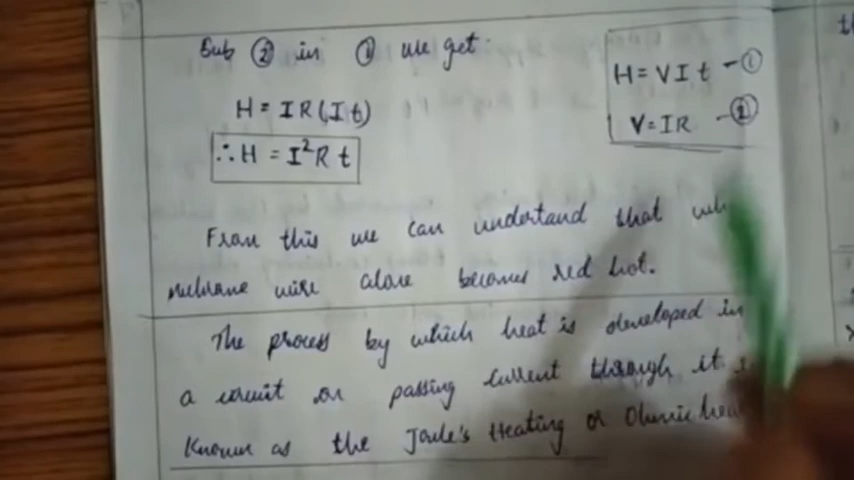 Sub ② in ① we get.
H = VIt - ①
V = IR - ②
H = IR(It)
∴ H = I²Rt
From this we can understand that
nichrome wire alone becomes red hot.
The process by which heat is developed in
a circuit on passing current through it
known as the Joule's Heating or Ohmic